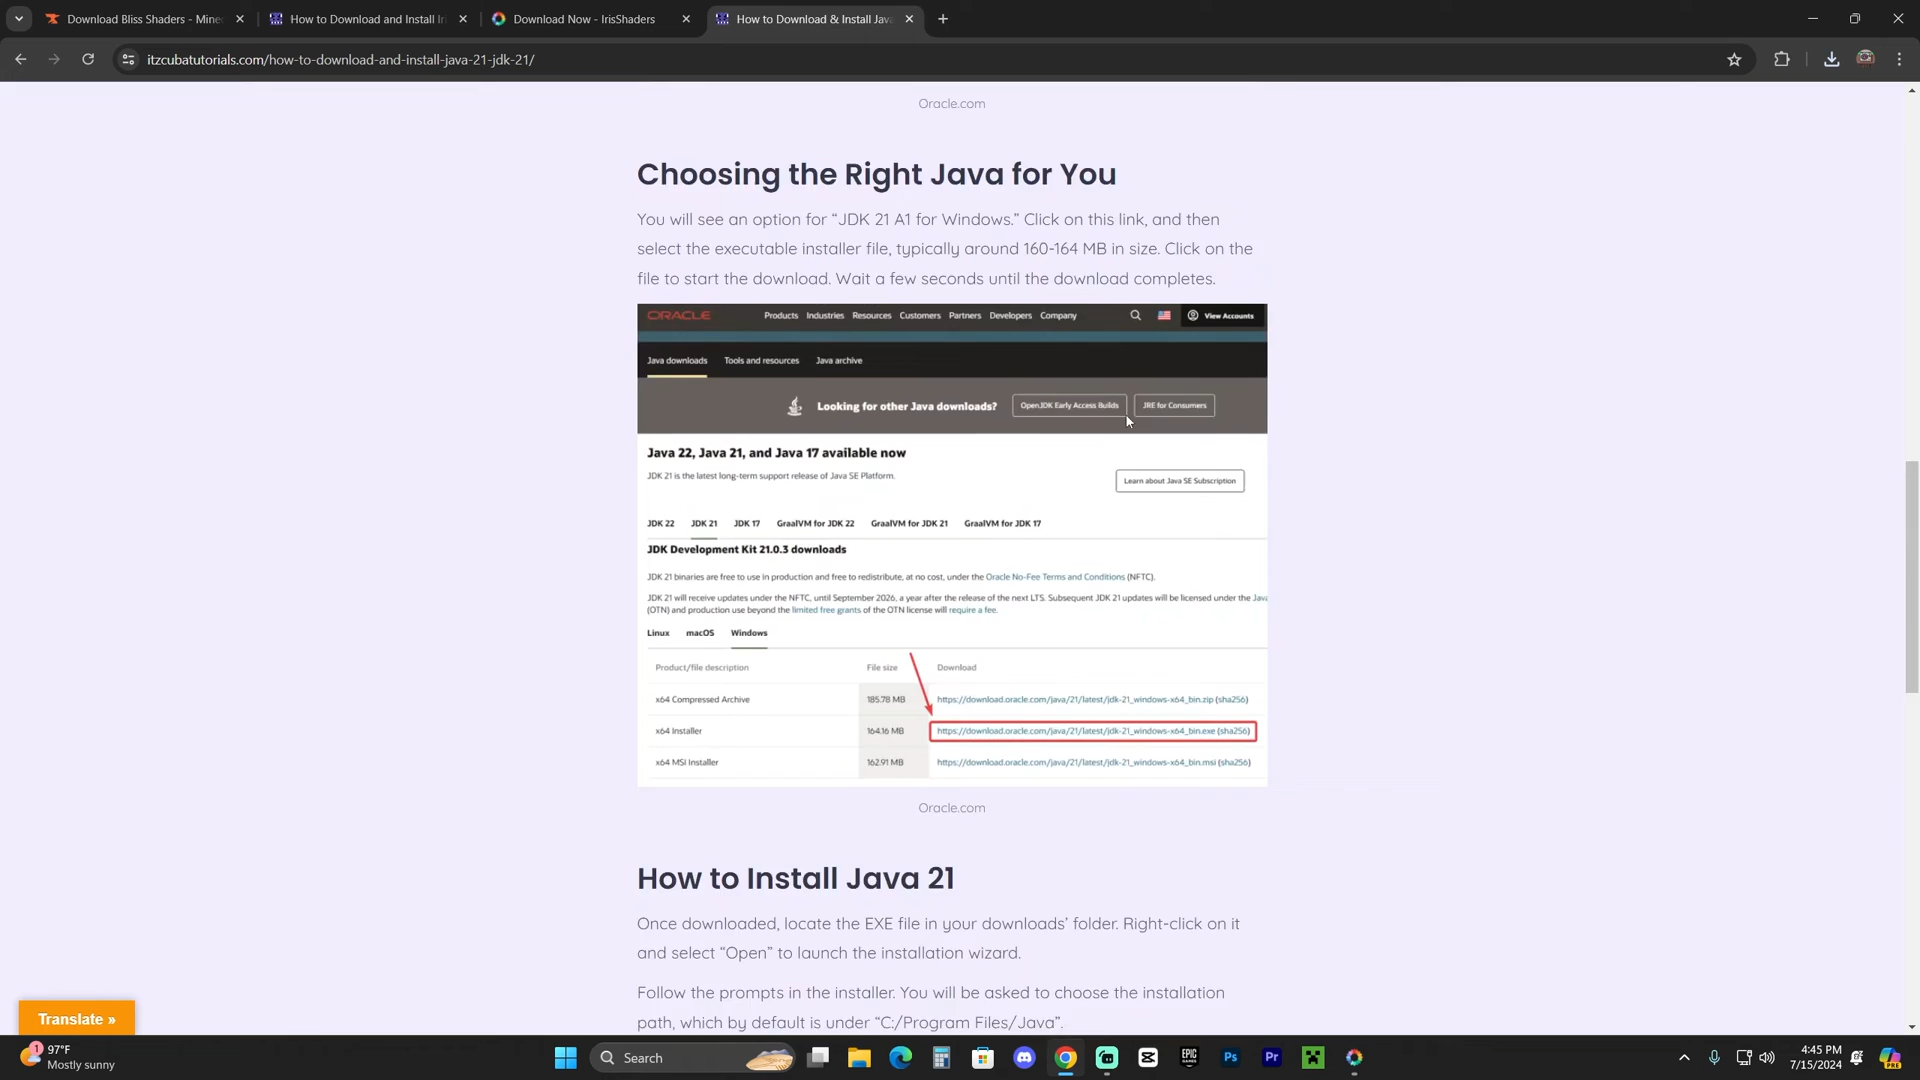 Download Bliss Shaders - Minec
How to Download and Install Iri
Download Now - IrisShaders
How to Download & Install Java
itzcubatutorials.com/how-to-download-and-install-java-21-jdk-21/
Oracle.com
Choosing the Right Java for You
You will see an option for “JDK 21 A1 for Windows.” Click on this link, and then
select the executable installer file, typically around 160-164 MB in size. Click on the
file to start the download. Wait a few seconds until the download completes.
ORACLE Products Industries Resources Customers Partners Developers Company View Accounts
Java downloads Tools and resources Java archive
Looking for other Java downloads? OpenJDK Early Access Builds JRE for Consumers
Java 22, Java 21, and Java 17 available now
JDK 21 is the latest long-term support release of Java SE Platform.
Learn about Java SE Subscription
JDK 22 JDK 21 JDK 17 GraalVM for JDK 22 GraalVM for JDK 21 GraalVM for JDK 17
JDK Development Kit 21.0.3 downloads
JDK 21 binaries are free to use in production and free to redistribute, at no cost, under the Oracle No-Fee Terms and Conditions (NFTC).
JDK 21 will receive updates under the NFTC, until September 2026, a year after the release of the next LTS. Subsequent JDK 21 updates will be licensed under the Java
(OTN) and production use beyond the limited free grants of the OTN license will require a fee.
Linux macOS Windows
Product/file description File size Download
x64 Compressed Archive 185.78 MB https://download.oracle.com/java/21/latest/jdk-21_windows-x64_bin.zip (sha256)
x64 Installer 164.16 MB https://download.oracle.com/java/21/latest/jdk-21_windows-x64_bin.exe (sha256)
x64 MSI Installer 162.91 MB https://download.oracle.com/java/21/latest/jdk-21_windows-x64_bin.msi (sha256)
Oracle.com
How to Install Java 21
Once downloaded, locate the EXE file in your downloads’ folder. Right-click on it
and select “Open” to launch the installation wizard.
Follow the prompts in the installer. You will be asked to choose the installation
path, which by default is under “C:/Program Files/Java”.
Translate »
1
97°F
Mostly sunny
Search
EPIC GAMES
Ps
Pr
4:45 PM
7/15/2024
PRE